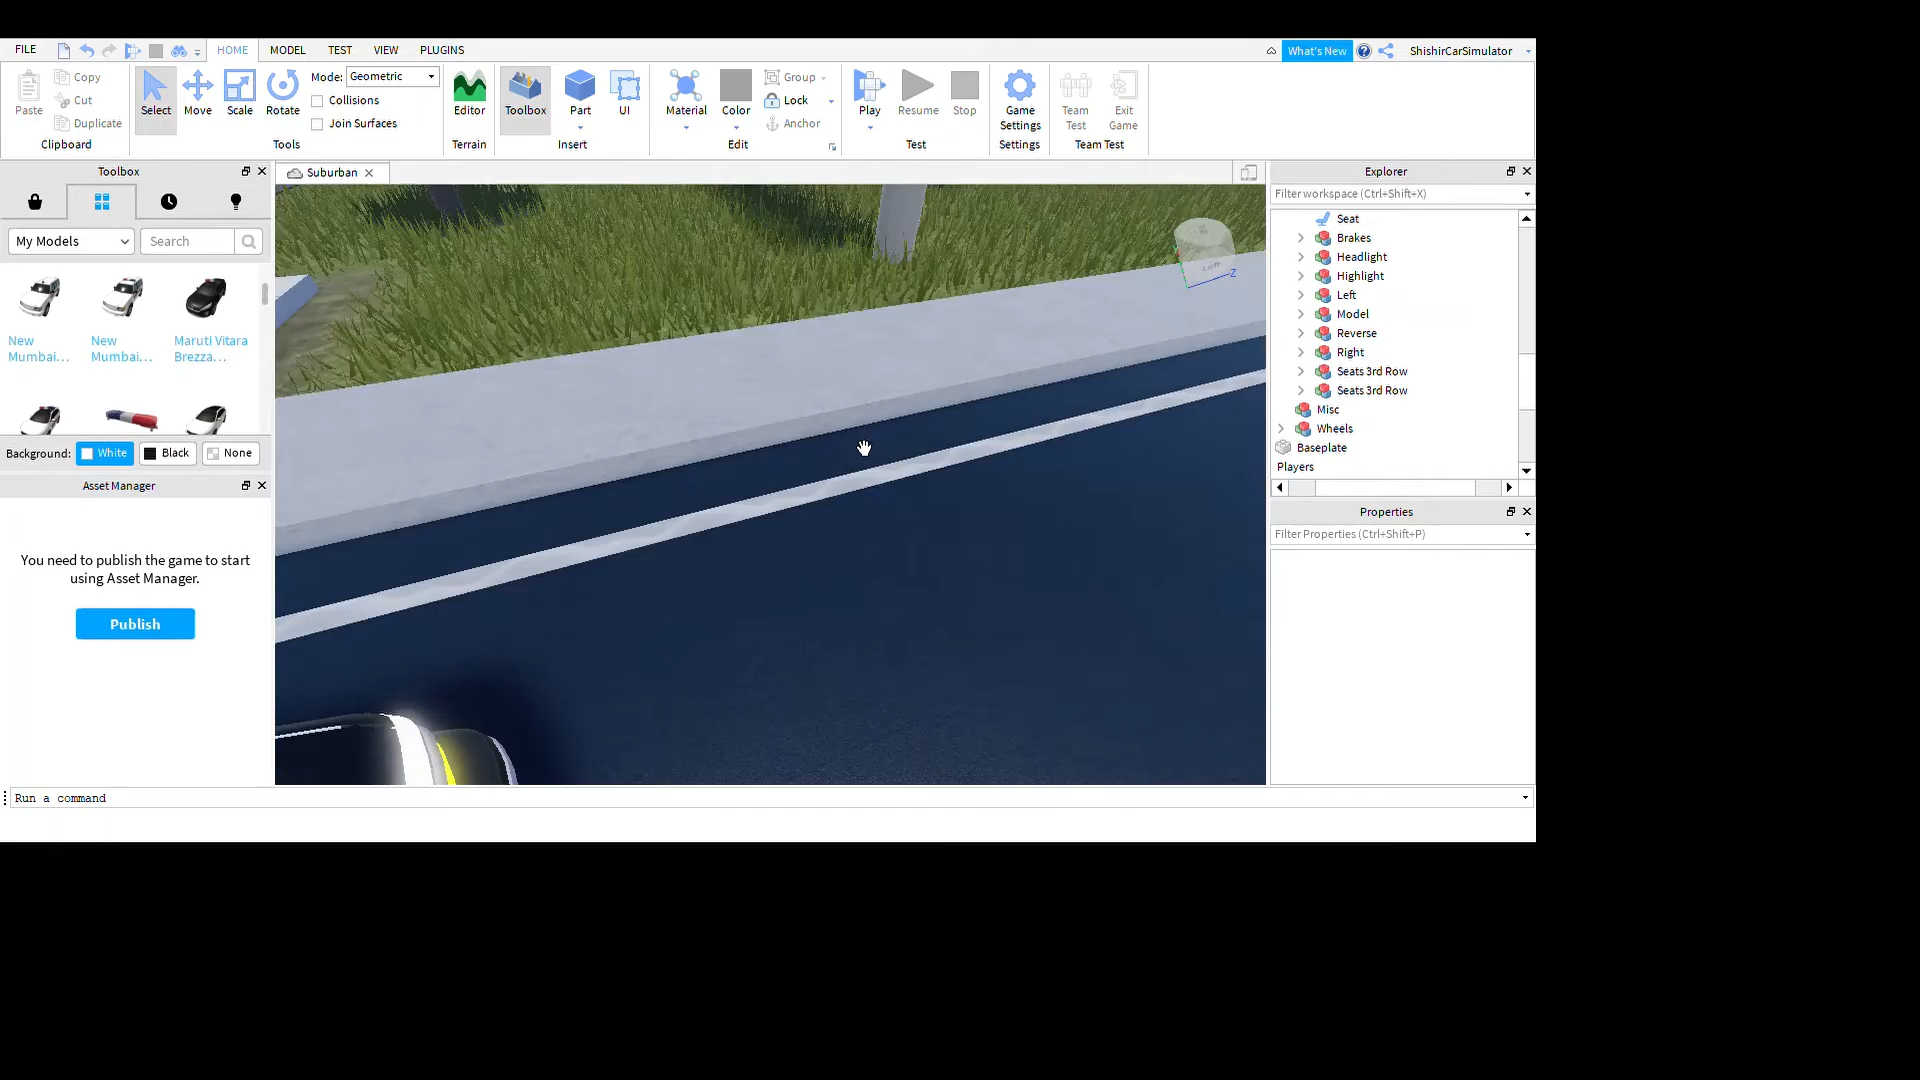 FILE HOME MODEL TEST VIEW PLUGINS What's New ShishirCarSimulator
Paste Copy Cut Duplicate
Clipboard
Select Move Scale Rotate Mode: Geometric
Collisions
Join Surfaces
Tools
Editor
Terrain
Toolbox Part UI
Insert
Material Color Group Lock Anchor
Edit
Play Resume Stop
Test
Game Settings
Settings
Team Test Exit Game
Team Test
Toolbox
My Models Search
New Mumbai...
New Mumbai...
Maruti Vitara Brezza...
Background: White Black None
Asset Manager
You need to publish the game to start
using Asset Manager.
Publish
Suburban
Left
Z
Explorer
Filter workspace (Ctrl+Shift+X)
Seat
Brakes
Headlight
Highlight
Left
Model
Reverse
Right
Seats 3rd Row
Seats 3rd Row
Misc
Wheels
Baseplate
Players
Properties
Filter Properties (Ctrl+Shift+P)
Run a command